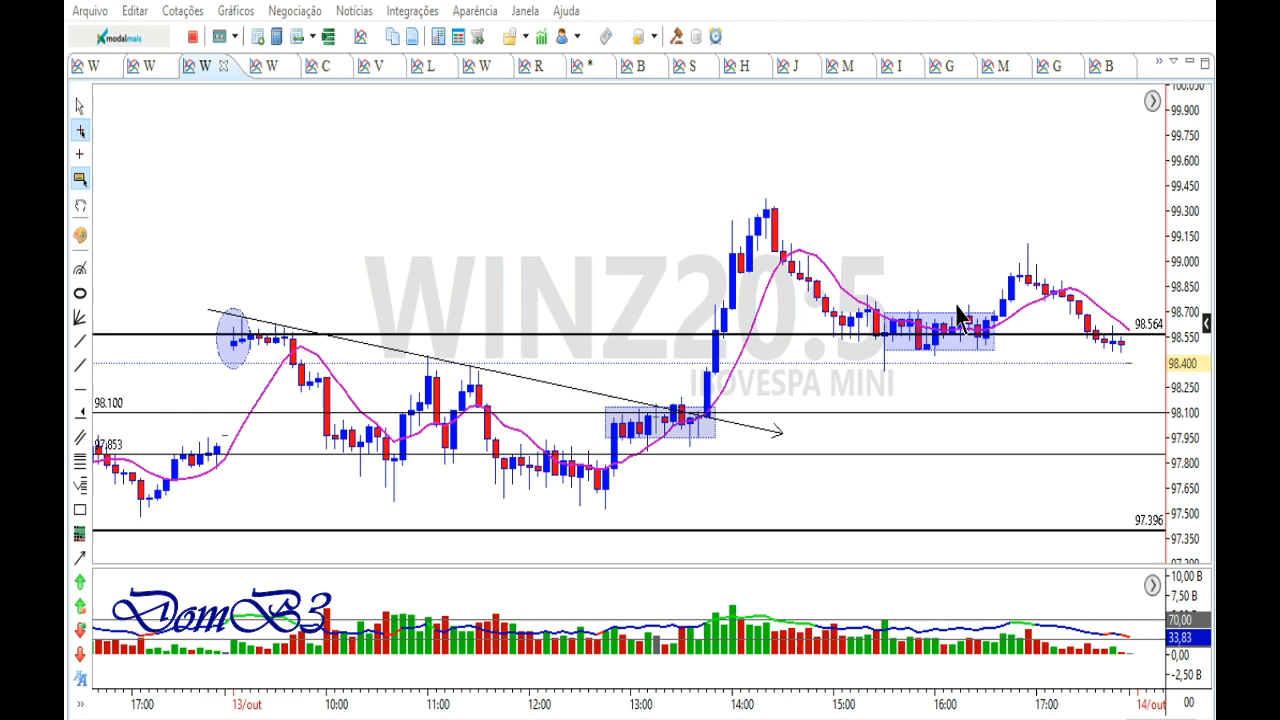 Arquivo Editar Cotações Gráficos Negociação Notícias Integrações Aparência Janela Ajuda
modalmais
W W W W C V L W R * B S H J M I G M G B
WINZ20.5
IBOVESPA MINI
99.900
99.750
99.600
99.450
99.300
99.150
99.000
98.850
98.700
98.564
98.550
98.400
98.250
98.100
98.100
97.950
97.853
97.800
97.650
97.500
97.396
97.350
DomB3
10,00 B
7,50 B
70,00
33,83
0,00
-2,50 B
17:00 13/out 10:00 11:00 12:00 13:00 14:00 15:00 16:00 17:00 14/out 00